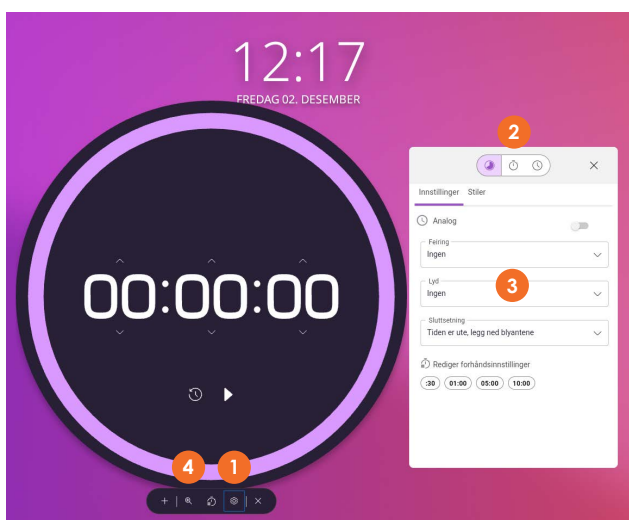 12:17
FREDAG 02. DESEMBER
2
Innstillinger Stiler
Analog
Feiring
Ingen
Lyd
Ingen
3
Sluttsetning
Tiden er ute, legg ned blyantene
Rediger forhåndsinnstillinger
:30 01:00 05:00 10:00
00:00:00
4 1